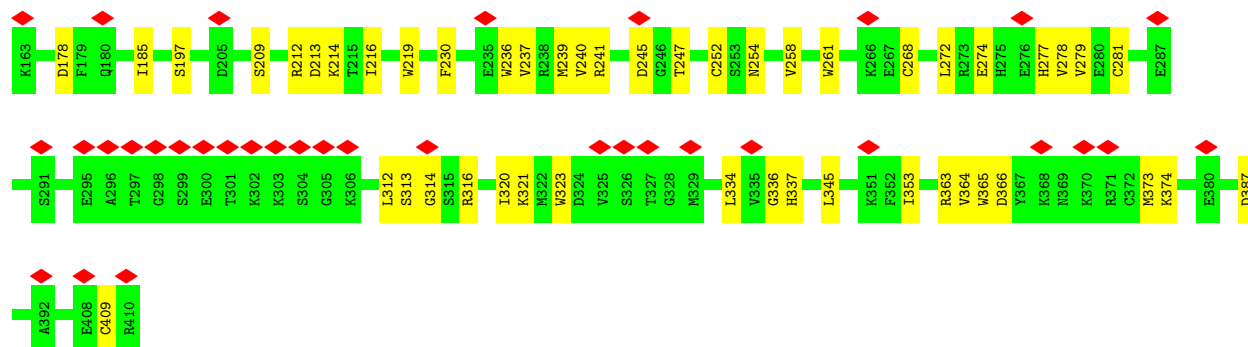 K163 D178 F179 Q180 I185 S197 D205 S209 R212 D213 K214 T215 I216 W219 F230 E235 W236 V237 R238 M239 V240 R241 D245 G246 T247 C252 S253 N254 V258 W261 K266 E267 C268 L272 R273 E274 H275 E276 H277 V278 V279 E280 C281 E287
S291 E295 A296 T297 G298 S299 E300 T301 K302 K303 S304 G305 K306 L312 S313 G314 S315 R316 I320 K321 M322 W323 D324 V325 S326 T327 G328 M329 L334 V335 G336 H337 L345 K351 F352 I353 R363 V364 W365 D366 Y367 K368 N369 K370 R371 C372 M373 K374 E380 D387
A392 E408 C409 R410